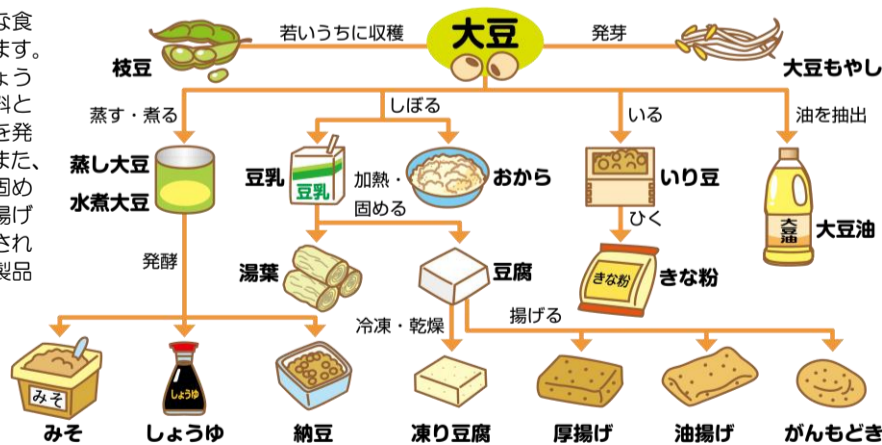 な食
ます。
ょう
料と
を発
また、
固め
揚げ
され
製品
大豆
若いうちに収穫
発芽
枝豆
大豆もやし
蒸す・煮る
しぼる
いる
油を抽出
蒸し大豆
水煮大豆
豆乳
豆乳
加熱・
固める
おから
いり豆
大豆油
大豆油
ひく
発酵
湯葉
豆腐
きな粉
きな粉
冷凍・乾燥
揚げる
みそ
しょうゆ
みそ
しょうゆ
納豆
凍り豆腐
厚揚げ
油揚げ
がんもどき